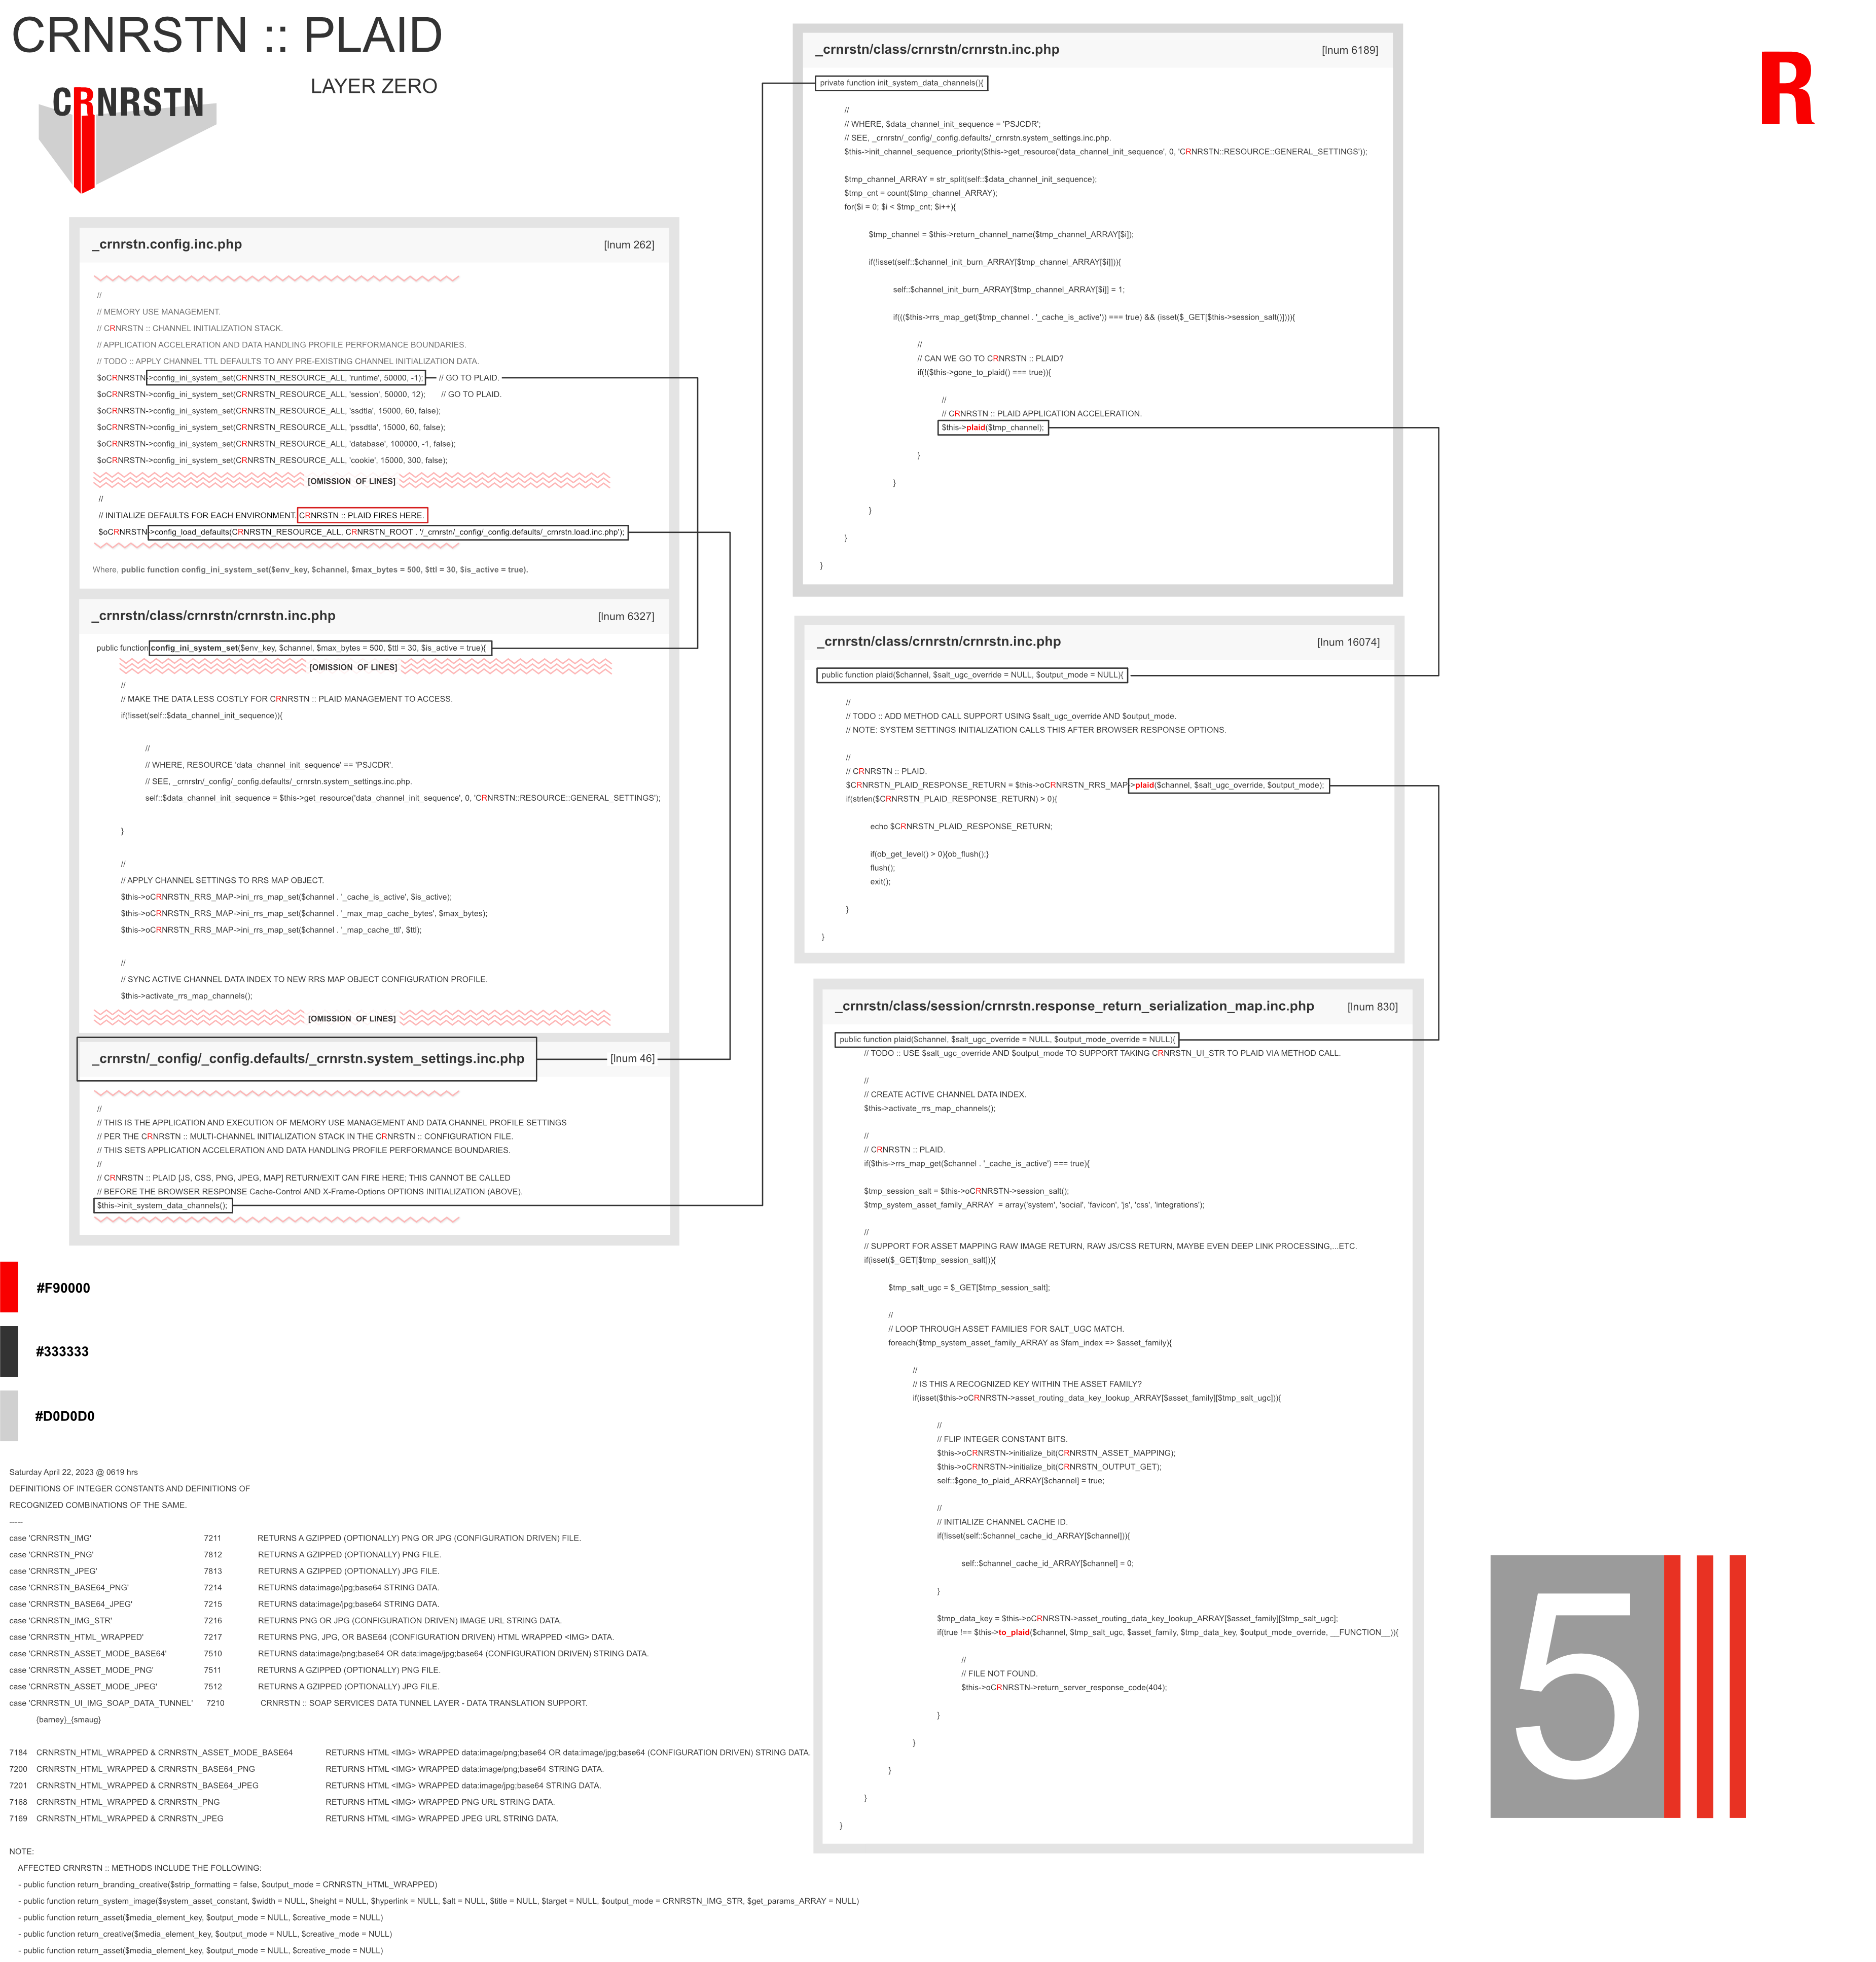 CRNRSTN :: PLAID
LAYER ZERO
CRNRSTN
_crnrstn.config.inc.php [lnum 262]
//
// MEMORY USE MANAGEMENT.
// CRNRSTN :: CHANNEL INITIALIZATION STACK.
// APPLICATION ACCELERATION AND DATA HANDLING PROFILE PERFORMANCE BOUNDARIES.
// TODO :: APPLY CHANNEL TTL DEFAULTS TO ANY PRE-EXISTING CHANNEL INITIALIZATION DATA.
$oCRNRSTN->config_ini_system_set(CRNRSTN_RESOURCE_ALL, 'runtime', 50000, -1); // GO TO PLAID.
$oCRNRSTN->config_ini_system_set(CRNRSTN_RESOURCE_ALL, 'session', 50000, 12); // GO TO PLAID.
$oCRNRSTN->config_ini_system_set(CRNRSTN_RESOURCE_ALL, 'ssdtla', 15000, 60, false);
$oCRNRSTN->config_ini_system_set(CRNRSTN_RESOURCE_ALL, 'pssdtla', 15000, 60, false);
$oCRNRSTN->config_ini_system_set(CRNRSTN_RESOURCE_ALL, 'database', 100000, -1, false);
$oCRNRSTN->config_ini_system_set(CRNRSTN_RESOURCE_ALL, 'cookie', 15000, 300, false);
[OMISSION OF LINES]
//
// INITIALIZE DEFAULTS FOR EACH ENVIRONMENT. CRNRSTN :: PLAID FIRES HERE.
$oCRNRSTN->config_load_defaults(CRNRSTN_RESOURCE_ALL, CRNRSTN_ROOT . '/_crnrstn/_config/_config.defaults/_crnrstn.load.inc.php');
Where, public function config_ini_system_set($env_key, $channel, $max_bytes = 500, $ttl = 30, $is_active = true).
_crnrstn/class/crnrstn/crnrstn.inc.php [lnum 6327]
public function config_ini_system_set($env_key, $channel, $max_bytes = 500, $ttl = 30, $is_active = true){
[OMISSION OF LINES]
//
// MAKE THE DATA LESS COSTLY FOR CRNRSTN :: PLAID MANAGEMENT TO ACCESS.
if(!isset(self::$data_channel_init_sequence)){
//
// WHERE, RESOURCE 'data_channel_init_sequence' == 'PSJCDR'.
// SEE, _crnrstn/_config/_config.defaults/_crnrstn.system_settings.inc.php.
self::$data_channel_init_sequence = $this->get_resource('data_channel_init_sequence', 0, 'CRNRSTN::RESOURCE::GENERAL_SETTINGS');
}
//
// APPLY CHANNEL SETTINGS TO RRS MAP OBJECT.
$this->oCRNRSTN_RRS_MAP->ini_rrs_map_set($channel . '_cache_is_active', $is_active);
$this->oCRNRSTN_RRS_MAP->ini_rrs_map_set($channel . '_max_map_cache_bytes', $max_bytes);
$this->oCRNRSTN_RRS_MAP->ini_rrs_map_set($channel . '_map_cache_ttl', $ttl);
//
// SYNC ACTIVE CHANNEL DATA INDEX TO NEW RRS MAP OBJECT CONFIGURATION PROFILE.
$this->activate_rrs_map_channels();
[OMISSION OF LINES]
_crnrstn/_config/_config.defaults/_crnrstn.system_settings.inc.php [lnum 46]
//
// THIS IS THE APPLICATION AND EXECUTION OF MEMORY USE MANAGEMENT AND DATA CHANNEL PROFILE SETTINGS
// PER THE CRNRSTN :: MULTI-CHANNEL INITIALIZATION STACK IN THE CRNRSTN :: CONFIGURATION FILE.
// THIS SETS APPLICATION ACCELERATION AND DATA HANDLING PROFILE PERFORMANCE BOUNDARIES.
//
// CRNRSTN :: PLAID [JS, CSS, PNG, JPEG, MAP] RETURN/EXIT CAN FIRE HERE; THIS CANNOT BE CALLED
// BEFORE THE BROWSER RESPONSE Cache-Control AND X-Frame-Options OPTIONS INITIALIZATION (ABOVE).
$this->init_system_data_channels();
#F90000
#333333
#D0D0D0
Saturday April 22, 2023 @ 0619 hrs
DEFINITIONS OF INTEGER CONSTANTS AND DEFINITIONS OF
RECOGNIZED COMBINATIONS OF THE SAME.
-----
case 'CRNRSTN_IMG' 7211 RETURNS A GZIPPED (OPTIONALLY) PNG OR JPG (CONFIGURATION DRIVEN) FILE.
case 'CRNRSTN_PNG' 7812 RETURNS A GZIPPED (OPTIONALLY) PNG FILE.
case 'CRNRSTN_JPEG' 7813 RETURNS A GZIPPED (OPTIONALLY) JPG FILE.
case 'CRNRSTN_BASE64_PNG' 7214 RETURNS data:image/jpg;base64 STRING DATA.
case 'CRNRSTN_BASE64_JPEG' 7215 RETURNS data:image/jpg;base64 STRING DATA.
case 'CRNRSTN_IMG_STR' 7216 RETURNS PNG OR JPG (CONFIGURATION DRIVEN) IMAGE URL STRING DATA.
case 'CRNRSTN_HTML_WRAPPED' 7217 RETURNS PNG, JPG, OR BASE64 (CONFIGURATION DRIVEN) HTML WRAPPED <IMG> DATA.
case 'CRNRSTN_ASSET_MODE_BASE64' 7510 RETURNS data:image/png;base64 OR data:image/jpg;base64 (CONFIGURATION DRIVEN) STRING DATA.
case 'CRNRSTN_ASSET_MODE_PNG' 7511 RETURNS A GZIPPED (OPTIONALLY) PNG FILE.
case 'CRNRSTN_ASSET_MODE_JPEG' 7512 RETURNS A GZIPPED (OPTIONALLY) JPG FILE.
case 'CRNRSTN_UI_IMG_SOAP_DATA_TUNNEL' 7210 CRNRSTN :: SOAP SERVICES DATA TUNNEL LAYER - DATA TRANSLATION SUPPORT.
{barney}_{smaug}
7184 CRNRSTN_HTML_WRAPPED & CRNRSTN_ASSET_MODE_BASE64 RETURNS HTML <IMG> WRAPPED data:image/png;base64 OR data:image/jpg;base64 (CONFIGURATION DRIVEN) STRING DATA.
7200 CRNRSTN_HTML_WRAPPED & CRNRSTN_BASE64_PNG RETURNS HTML <IMG> WRAPPED data:image/png;base64 STRING DATA.
7201 CRNRSTN_HTML_WRAPPED & CRNRSTN_BASE64_JPEG RETURNS HTML <IMG> WRAPPED data:image/jpg;base64 STRING DATA.
7168 CRNRSTN_HTML_WRAPPED & CRNRSTN_PNG RETURNS HTML <IMG> WRAPPED PNG URL STRING DATA.
7169 CRNRSTN_HTML_WRAPPED & CRNRSTN_JPEG RETURNS HTML <IMG> WRAPPED JPEG URL STRING DATA.
NOTE:
AFFECTED CRNRSTN :: METHODS INCLUDE THE FOLLOWING:
- public function return_branding_creative($strip_formatting = false, $output_mode = CRNRSTN_HTML_WRAPPED)
- public function return_system_image($system_asset_constant, $width = NULL, $height = NULL, $hyperlink = NULL, $alt = NULL, $title = NULL, $target = NULL, $output_mode = CRNRSTN_IMG_STR, $get_params_ARRAY = NULL)
- public function return_asset($media_element_key, $output_mode = NULL, $creative_mode = NULL)
- public function return_creative($media_element_key, $output_mode = NULL, $creative_mode = NULL)
- public function return_asset($media_element_key, $output_mode = NULL, $creative_mode = NULL)
_crnrstn/class/crnrstn/crnrstn.inc.php [lnum 6189]
private function init_system_data_channels(){
//
// WHERE, $data_channel_init_sequence = 'PSJCDR';
// SEE, _crnrstn/_config/_config.defaults/_crnrstn.system_settings.inc.php.
$this->init_channel_sequence_priority($this->get_resource('data_channel_init_sequence', 0, 'CRNRSTN::RESOURCE::GENERAL_SETTINGS'));
$tmp_channel_ARRAY = str_split(self::$data_channel_init_sequence);
$tmp_cnt = count($tmp_channel_ARRAY);
for($i = 0; $i < $tmp_cnt; $i++){
$tmp_channel = $this->return_channel_name($tmp_channel_ARRAY[$i]);
if(!isset(self::$channel_init_burn_ARRAY[$tmp_channel_ARRAY[$i]])){
self::$channel_init_burn_ARRAY[$tmp_channel_ARRAY[$i]] = 1;
if((($this->rrs_map_get($tmp_channel . '_cache_is_active')) === true) && (isset($_GET[$this->session_salt()]))){
//
// CAN WE GO TO CRNRSTN :: PLAID?
if(!($this->gone_to_plaid() === true)){
//
// CRNRSTN :: PLAID APPLICATION ACCELERATION.
$this->plaid($tmp_channel);
}
}
}
}
}
_crnrstn/class/crnrstn/crnrstn.inc.php [lnum 16074]
public function plaid($channel, $salt_ugc_override = NULL, $output_mode = NULL){
//
// TODO :: ADD METHOD CALL SUPPORT USING $salt_ugc_override AND $output_mode.
// NOTE: SYSTEM SETTINGS INITIALIZATION CALLS THIS AFTER BROWSER RESPONSE OPTIONS.
//
// CRNRSTN :: PLAID.
$CRNRSTN_PLAID_RESPONSE_RETURN = $this->oCRNRSTN_RRS_MAP->plaid($channel, $salt_ugc_override, $output_mode);
if(strlen($CRNRSTN_PLAID_RESPONSE_RETURN) > 0){
echo $CRNRSTN_PLAID_RESPONSE_RETURN;
if(ob_get_level() > 0){ob_flush();}
flush();
exit();
}
}
_crnrstn/class/session/crnrstn.response_return_serialization_map.inc.php [lnum 830]
public function plaid($channel, $salt_ugc_override = NULL, $output_mode_override = NULL){
// TODO :: USE $salt_ugc_override AND $output_mode TO SUPPORT TAKING CRNRSTN_UI_STR TO PLAID VIA METHOD CALL.
//
// CREATE ACTIVE CHANNEL DATA INDEX.
$this->activate_rrs_map_channels();
//
// CRNRSTN :: PLAID.
if($this->rrs_map_get($channel . '_cache_is_active') === true){
$tmp_session_salt = $this->oCRNRSTN->session_salt();
$tmp_system_asset_family_ARRAY = array('system', 'social', 'favicon', 'js', 'css', 'integrations');
//
// SUPPORT FOR ASSET MAPPING RAW IMAGE RETURN, RAW JS/CSS RETURN, MAYBE EVEN DEEP LINK PROCESSING,...ETC.
if(isset($_GET[$tmp_session_salt])){
$tmp_salt_ugc = $_GET[$tmp_session_salt];
//
// LOOP THROUGH ASSET FAMILIES FOR SALT_UGC MATCH.
foreach($tmp_system_asset_family_ARRAY as $fam_index => $asset_family){
//
// IS THIS A RECOGNIZED KEY WITHIN THE ASSET FAMILY?
if(isset($this->oCRNRSTN->asset_routing_data_key_lookup_ARRAY[$asset_family][$tmp_salt_ugc])){
//
// FLIP INTEGER CONSTANT BITS.
$this->oCRNRSTN->initialize_bit(CRNRSTN_ASSET_MAPPING);
$this->oCRNRSTN->initialize_bit(CRNRSTN_OUTPUT_GET);
self::$gone_to_plaid_ARRAY[$channel] = true;
//
// INITIALIZE CHANNEL CACHE ID.
if(!isset(self::$channel_cache_id_ARRAY[$channel])){
self::$channel_cache_id_ARRAY[$channel] = 0;
}
$tmp_data_key = $this->oCRNRSTN->asset_routing_data_key_lookup_ARRAY[$asset_family][$tmp_salt_ugc];
if(true !== $this->to_plaid($channel, $tmp_salt_ugc, $asset_family, $tmp_data_key, $output_mode_override, __FUNCTION__)){
//
// FILE NOT FOUND.
$this->oCRNRSTN->return_server_response_code(404);
}
}
}
}
}
R
5